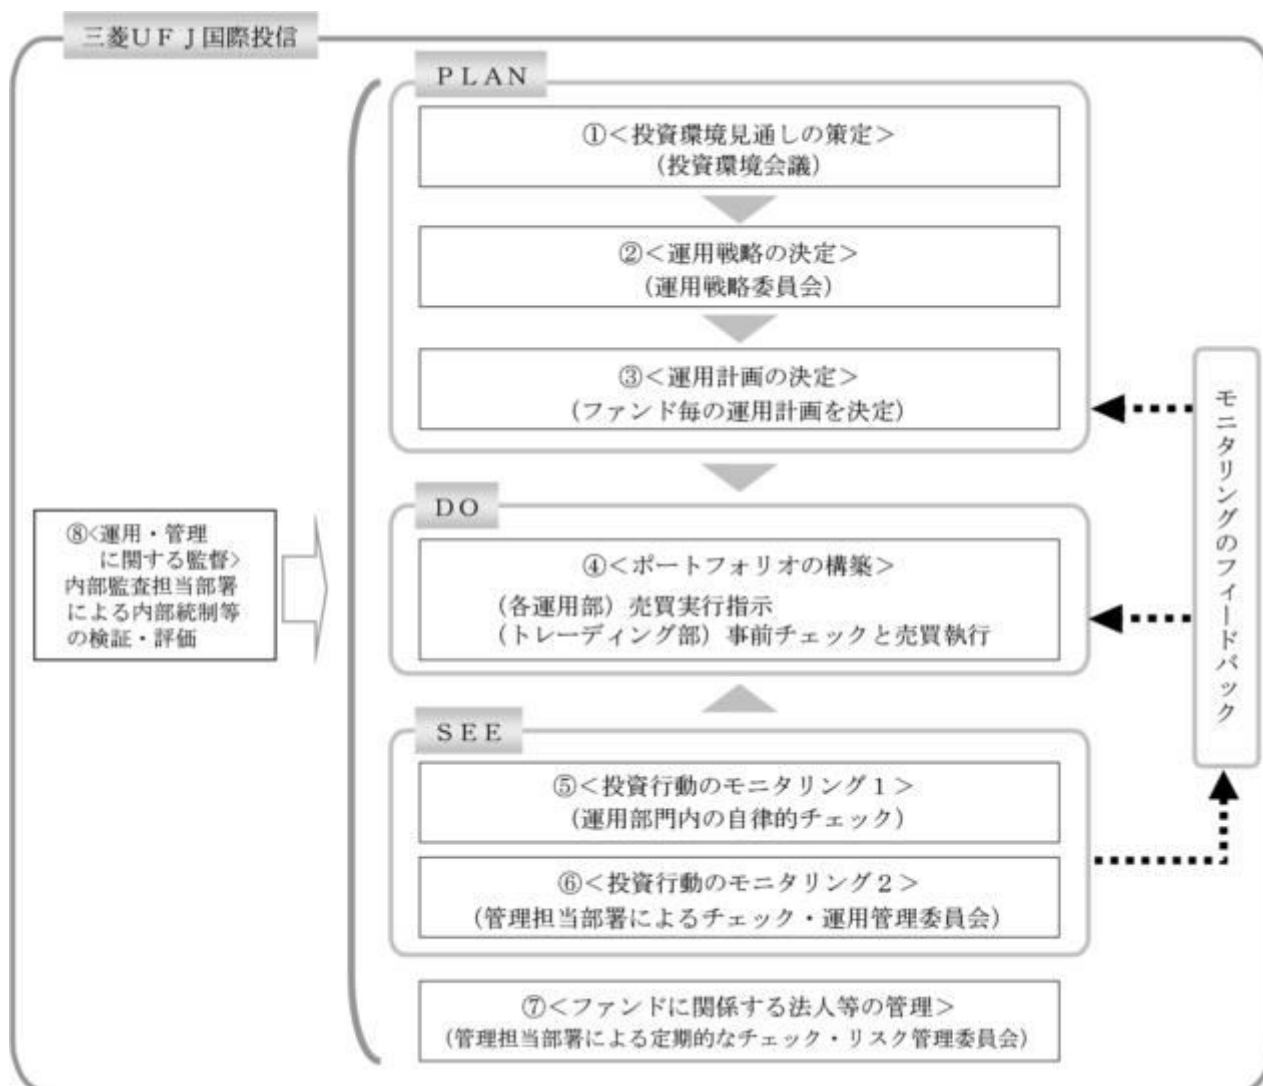 三菱ＵＦＪ国際投信
ＰＬＡＮ
①＜投資環境見通しの策定＞
（投資環境会議）
②＜運用戦略の決定＞
（運用戦略委員会）
③＜運用計画の決定＞
（ファンド毎の運用計画を決定）
ＤＯ
④＜ポートフォリオの構築＞
（各運用部）売買実行指示
（トレーディング部）事前チェックと売買執行
ＳＥＥ
⑤＜投資行動のモニタリング１＞
（運用部門内の自律的チェック）
⑥＜投資行動のモニタリング２＞
（管理担当部署によるチェック・運用管理委員会）
⑦＜ファンドに関係する法人等の管理＞
（管理担当部署による定期的なチェック・リスク管理委員会）
⑧<運用・管理
に関する監督>
内部監査担当部署
による内部統制等
の検証・評価
モニタリングのフィードバック